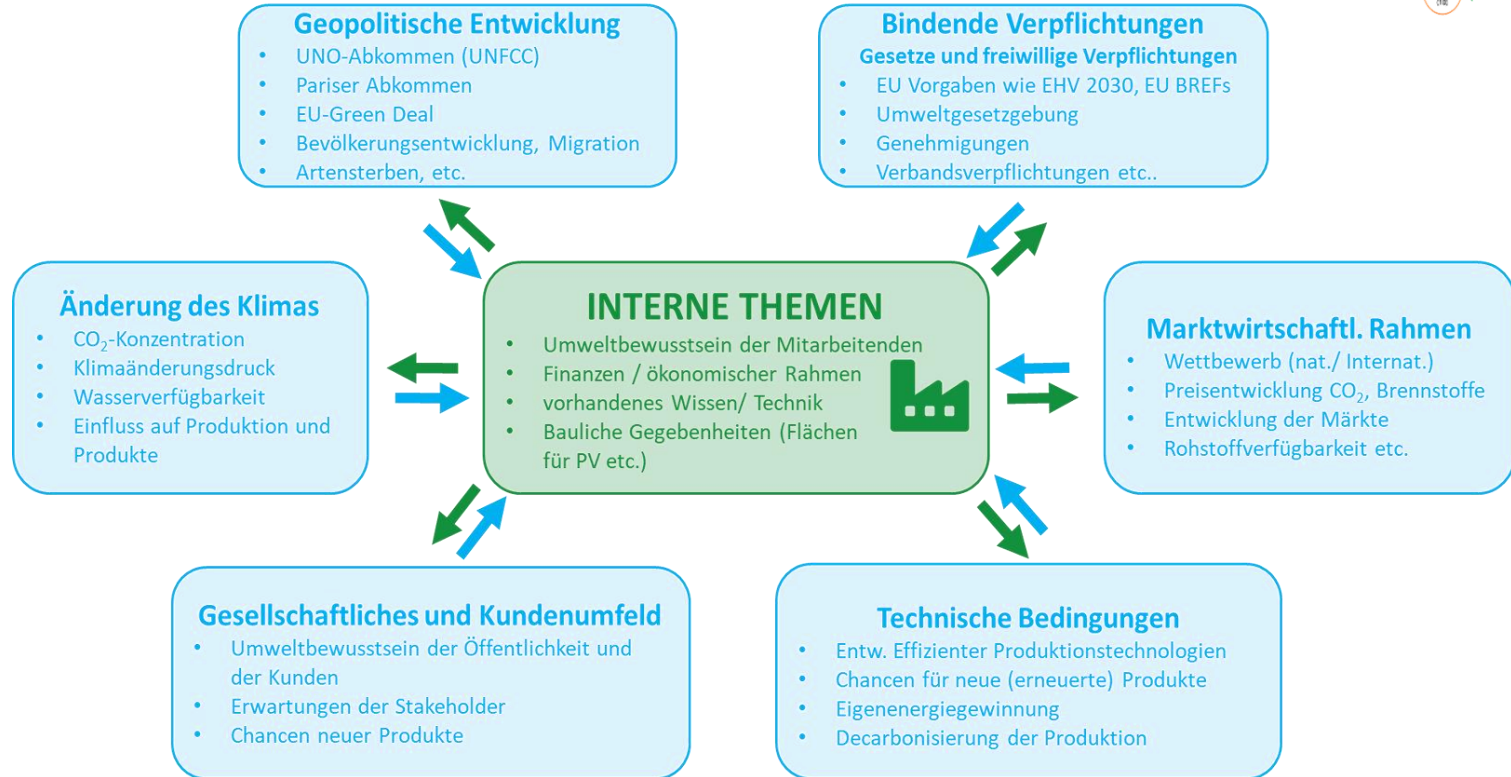 Geopolitische Entwicklung
• UNO-Abkommen (UNFCC)
• Pariser Abkommen
• EU-Green Deal
• Bevölkerungsentwicklung, Migration
• Artensterben, etc.
Bindende Verpflichtungen
Gesetze und freiwillige Verpflichtungen
• EU Vorgaben wie EHV 2030, EU BREFs
• Umweltgesetzgebung
• Genehmigungen
• Verbandsverpflichtungen etc..
Änderung des Klimas
• CO₂-Konzentration
• Klimaänderungsdruck
• Wasserverfügbarkeit
• Einfluss auf Produktion und
Produkte
INTERNE THEMEN
• Umweltbewusstsein der Mitarbeitenden
• Finanzen / ökonomischer Rahmen
• vorhandenes Wissen/ Technik
• Bauliche Gegebenheiten (Flächen
für PV etc.)
Marktwirtschaftl. Rahmen
• Wettbewerb (nat./ Internat.)
• Preisentwicklung CO₂, Brennstoffe
• Entwicklung der Märkte
• Rohstoffverfügbarkeit etc.
Gesellschaftliches und Kundenumfeld
• Umweltbewusstsein der Öffentlichkeit und
der Kunden
• Erwartungen der Stakeholder
• Chancen neuer Produkte
Technische Bedingungen
• Entw. Effizienter Produktionstechnologien
• Chancen für neue (erneuerte) Produkte
• Eigenenergiegewinnung
• Decarbonisierung der Produktion